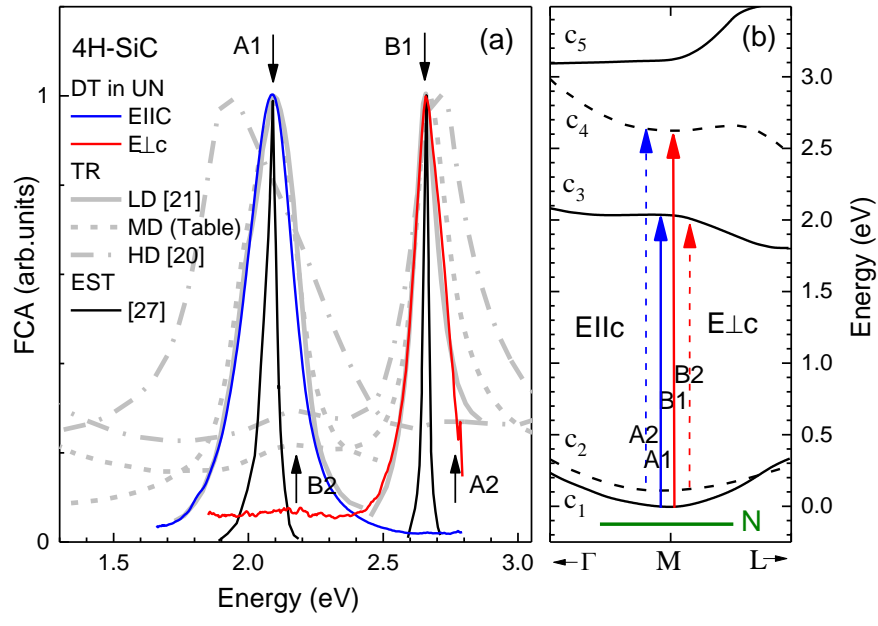 4H-SiC
DT in UN
EIIC
E⊥c
TR
LD [21]
MD (Table)
HD [20]
EST
[27]
A1
B1
(a)
B2
A2
FCA (arb.units)
1
0
1.5
2.0
2.5
3.0
Energy (eV)
(b)
c5
c4
c3
c2
c1
EIIc
E⊥c
B2
B1
A2
A1
N
3.0
2.5
2.0
1.5
1.0
0.5
0.0
Energy (eV)
←Γ
M
L→